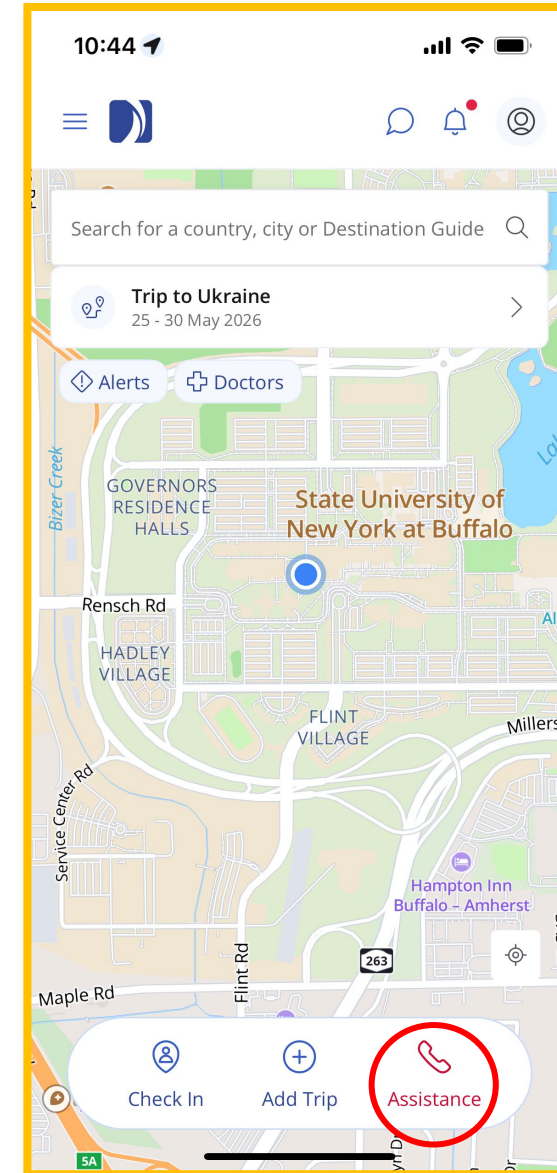 10:44
Search for a country, city or Destination Guide
Trip to Ukraine
25 - 30 May 2026
Alerts
Doctors
Bizer Creek
GOVERNORS
RESIDENCE
HALLS
State University of
New York at Buffalo
Rensch Rd
HADLEY
VILLAGE
FLINT
VILLAGE
Millers
Service Center Rd
Hampton Inn
Buffalo – Amherst
263
Flint Rd
Maple Rd
Check In
Add Trip
Assistance
5A